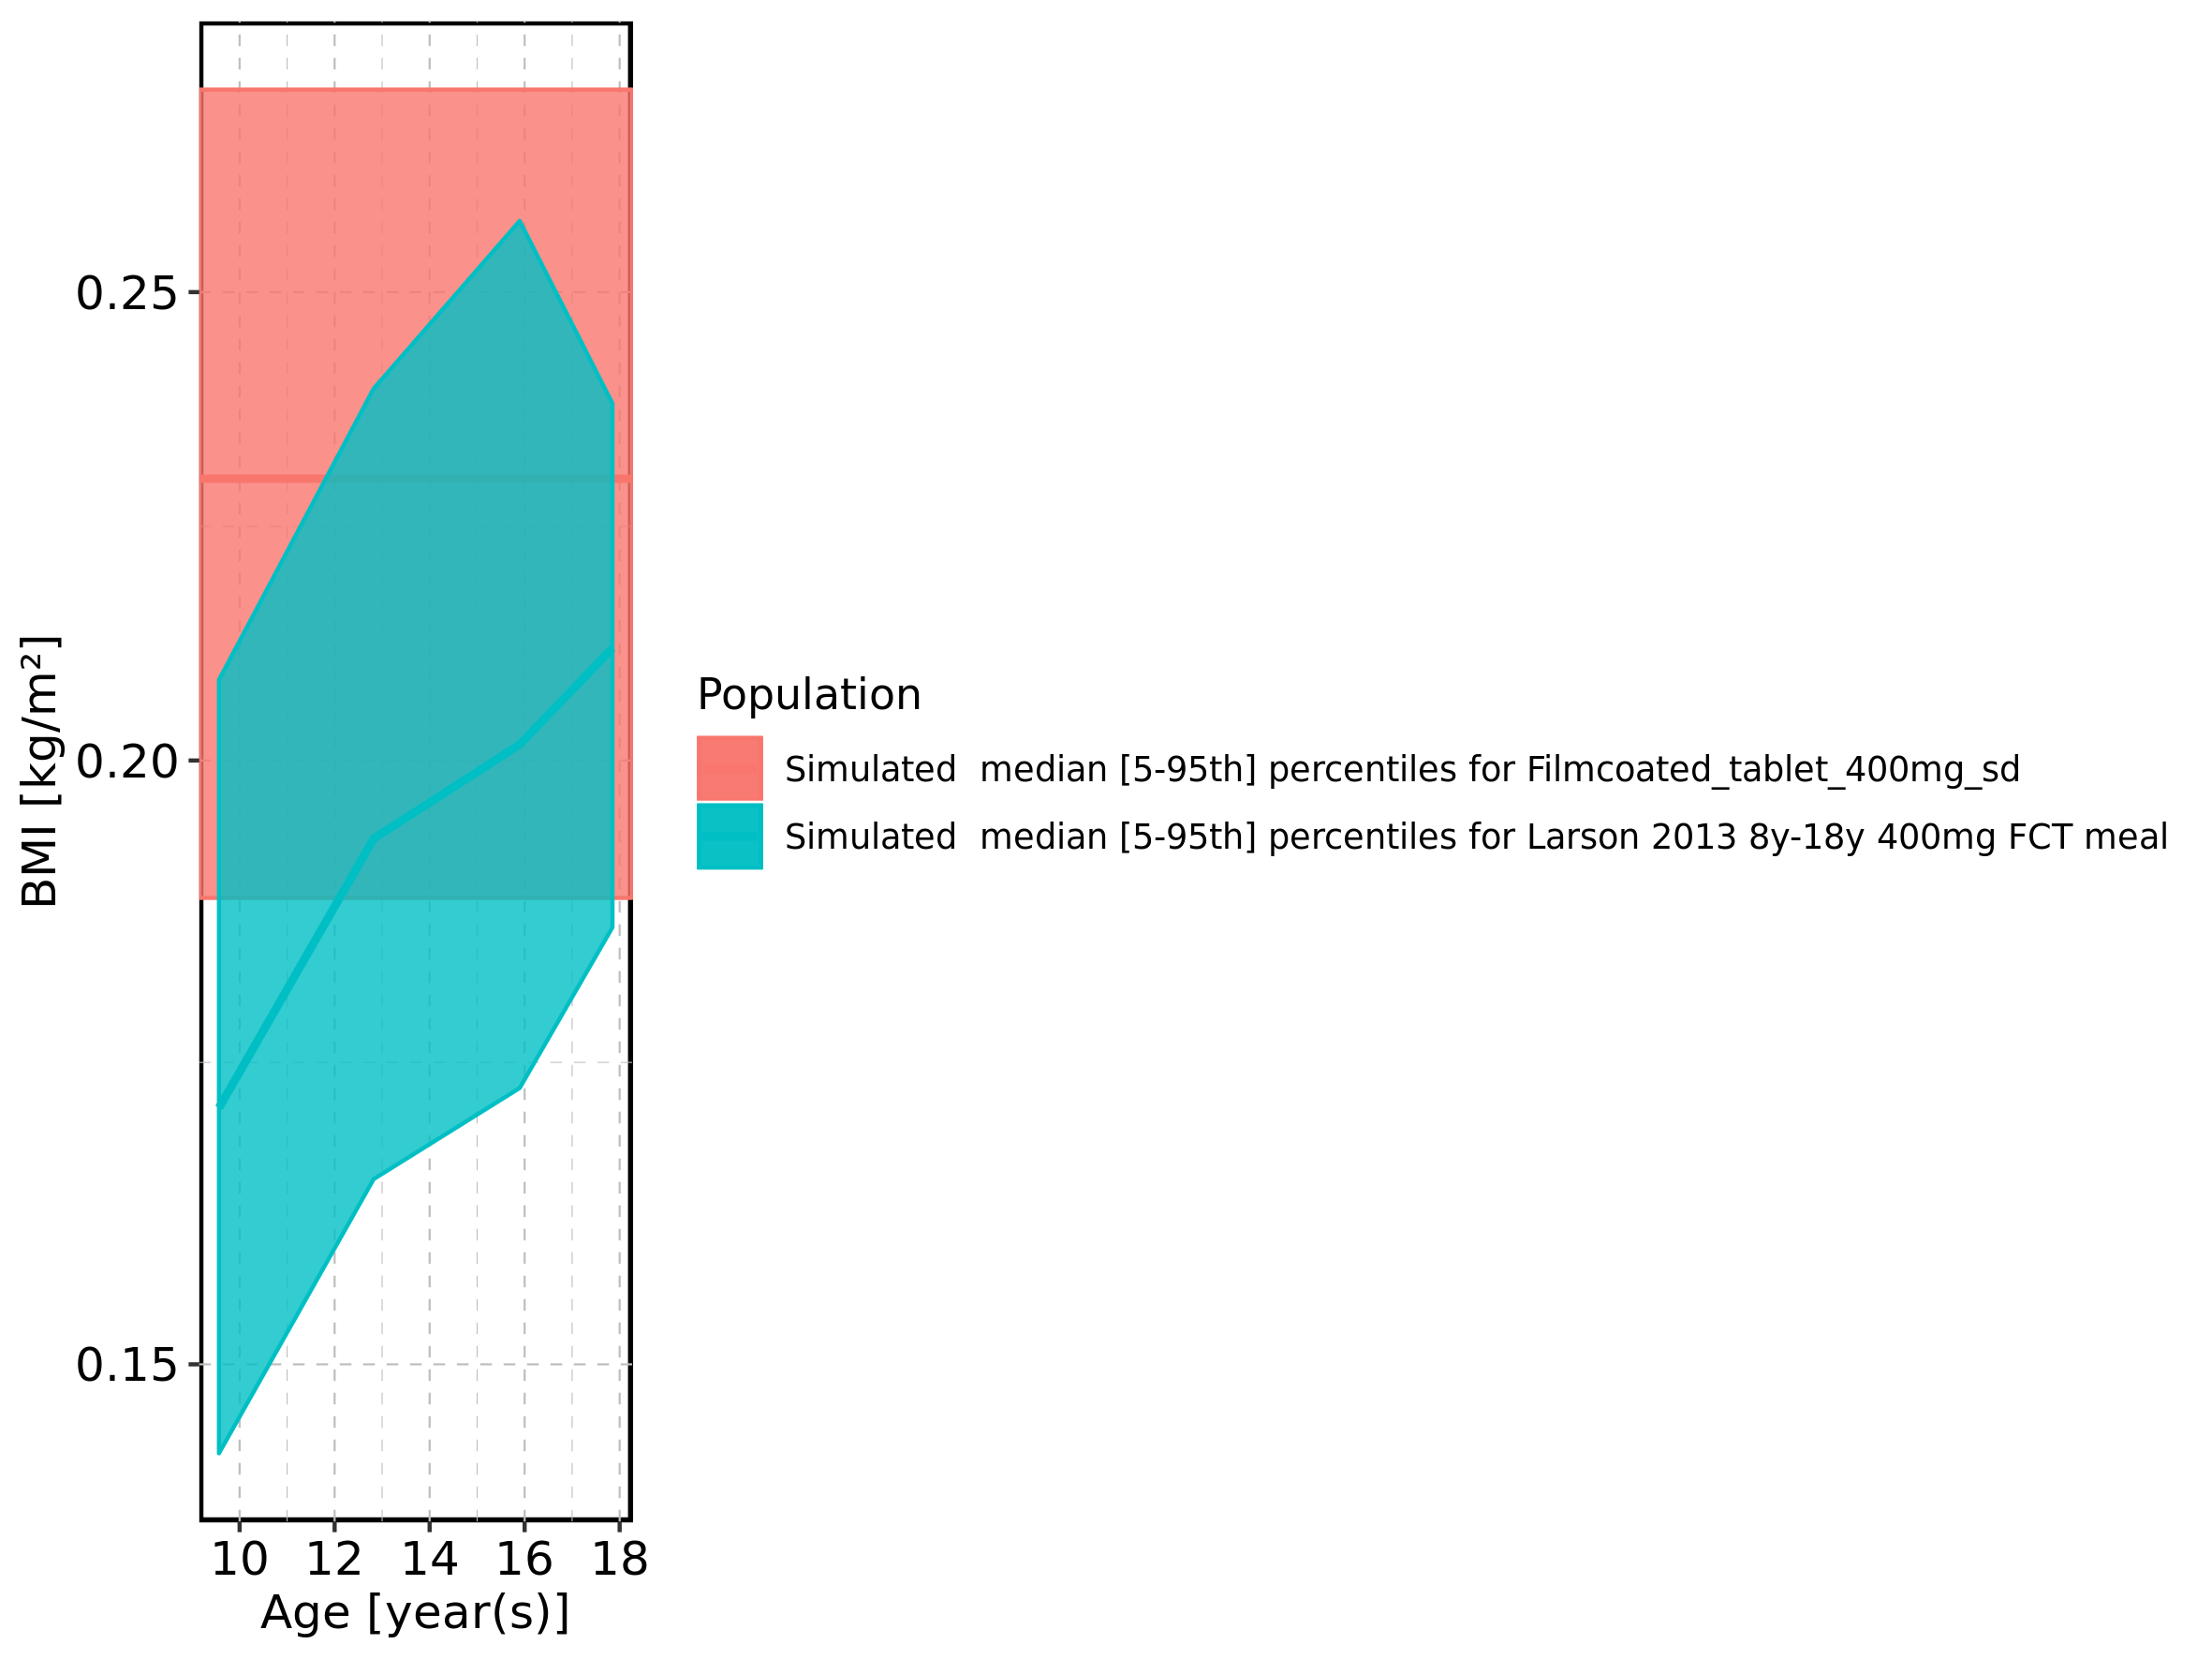 0.25
0.20
0.15
BMI [kg/m²]
10 12 14 16 18
Age [year(s)]
Population
Simulated  median [5-95th] percentiles for Filmcoated_tablet_400mg_sd
Simulated  median [5-95th] percentiles for Larson 2013 8y-18y 400mg FCT meal